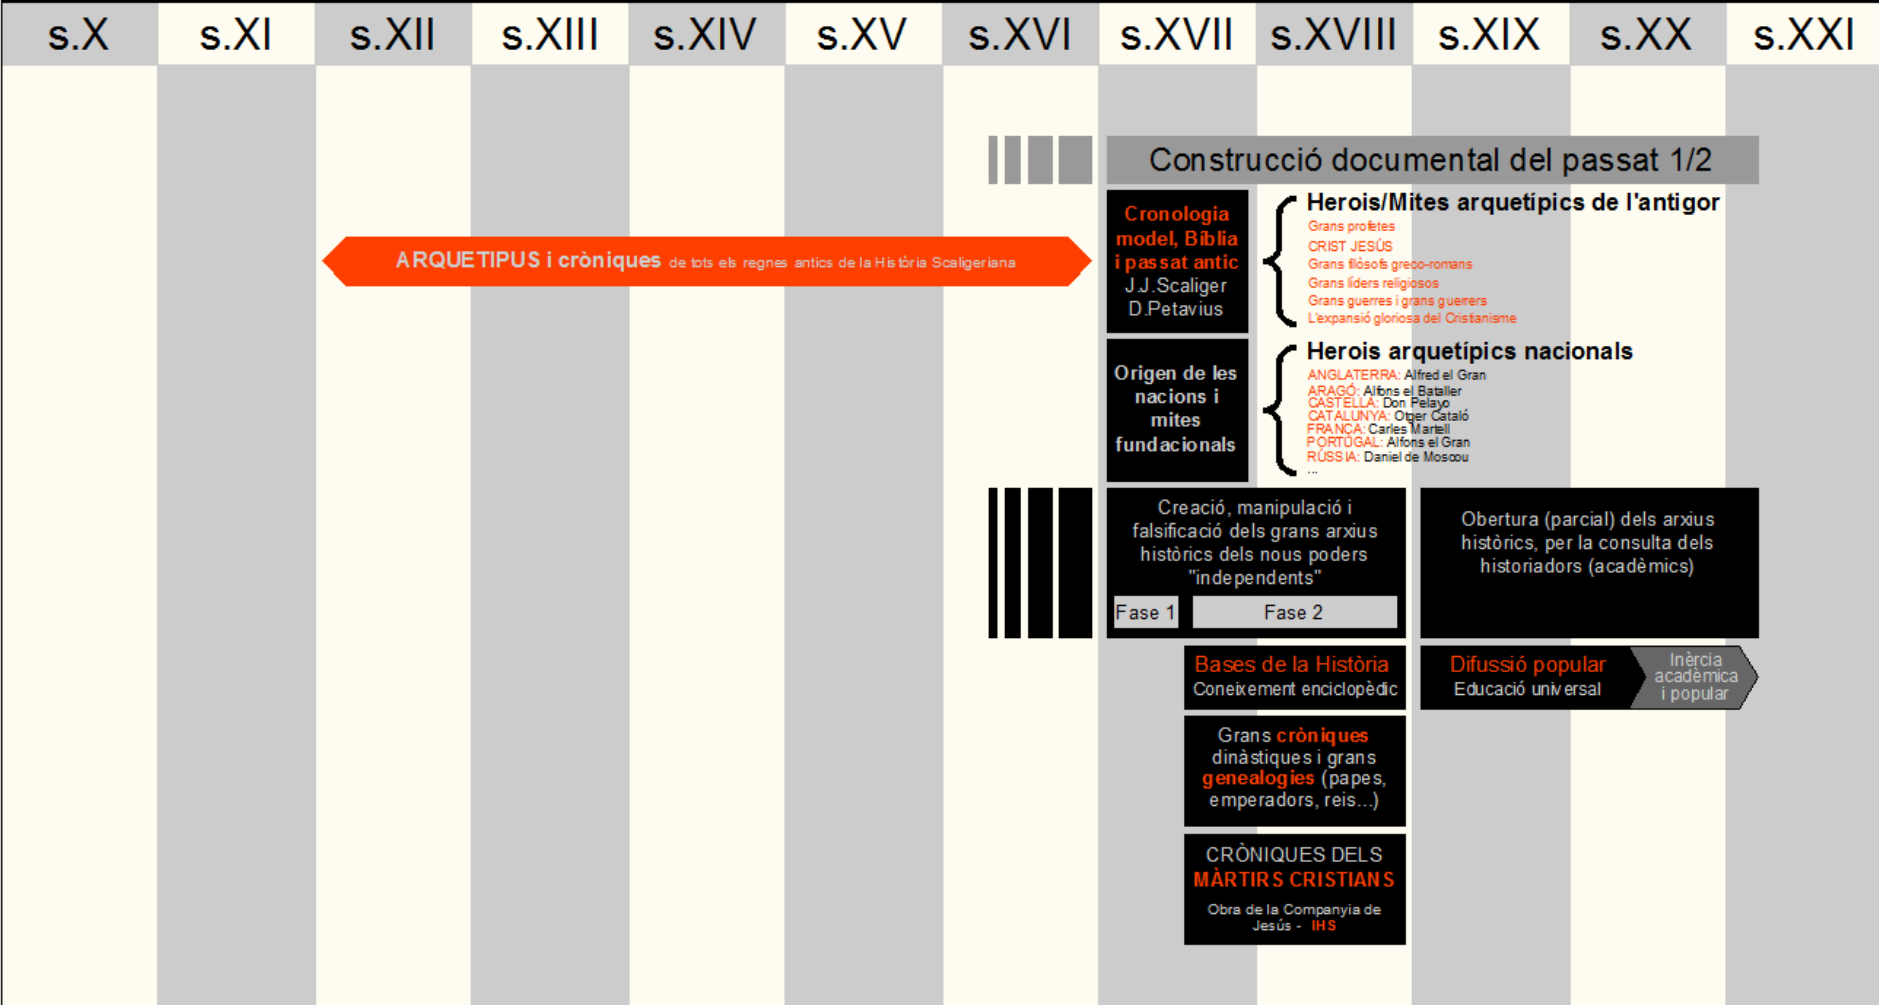 s.X s.XI s.XII s.XIII s.XIV s.XV s.XVI s.XVII s.XVIII s.XIX s.XX s.XXI
Construcció documental del passat 1/2
ARQUETIPUS i cròniques de tots els regnes antics de la Història Scaligeriana
Cronologia
model, Bíblia
i passat antic
J.J.Scaliger
D.Petavius
Herois/Mites arquetípics de l'antigor
Grans profetes
CRIST JESÚS
Grans filòsofs greco-romans
Grans líders religiosos
Grans guerres i grans guerrers
L'expansió gloriosa del Cristianisme
Origen de les
nacions i
mites
fundacionals
Herois arquetípics nacionals
ANGLATERRA: Alfred el Gran
ARAGÓ: Alfons el Bataller
CASTELLA: Don Pelayo
CATALUNYA: Otger Cataló
FRANÇA: Carles Martell
PORTUGAL: Alfons el Gran
RÚSSIA: Daniel de Moscou
...
Creació, manipulació i
falsificació dels grans arxius
històrics dels nous poders
"independents"
Fase 1 Fase 2
Obertura (parcial) dels arxius
històrics, per la consulta dels
historiadors (acadèmics)
Bases de la Història
Coneixement enciclopèdic
Difussió popular
Educació universal
Inèrcia
acadèmica
i popular
Grans cròniques
dinàstiques i grans
genealogies (papes,
emperadors, reis...)
CRÒNIQUES DELS
MÀRTIRS CRISTIANS
Obra de la Companyia de
Jesús - IHS